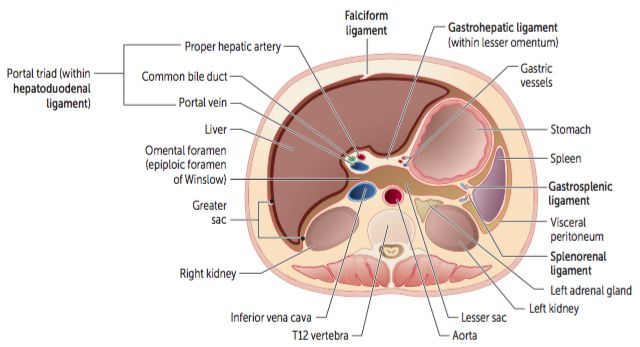 Falciform
ligament
Proper hepatic artery
Portal triad (within
hepatoduodenal
ligament)
Common bile duct
Portal vein
Liver
Omental foramen
(epiploic foramen
of Winslow)
Greater
sac
Right kidney
Inferior vena cava
T12 vertebra
Gastrohepatic ligament
(within lesser omentum)
Gastric
vessels
Stomach
Spleen
Gastrosplenic
ligament
Visceral
peritoneum
Splenorenal
ligament
Left adrenal gland
Left kidney
Lesser sac
Aorta